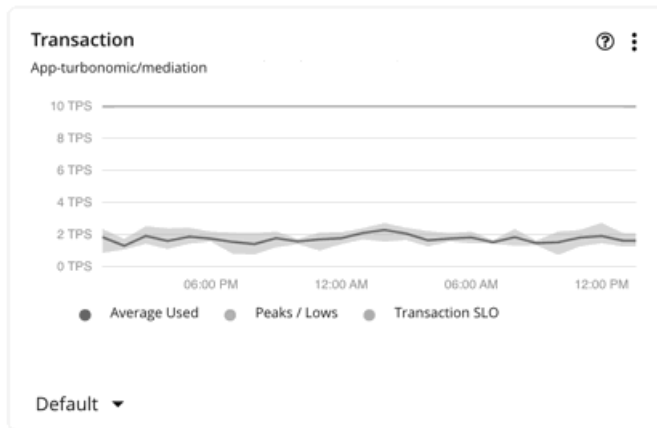 Transaction
App-turbonomic/mediation
10 TPS
8 TPS
6 TPS
4 TPS
2 TPS
0 TPS
06:00 PM 12:00 AM 06:00 AM 12:00 PM
Average Used Peaks / Lows Transaction SLO
Default